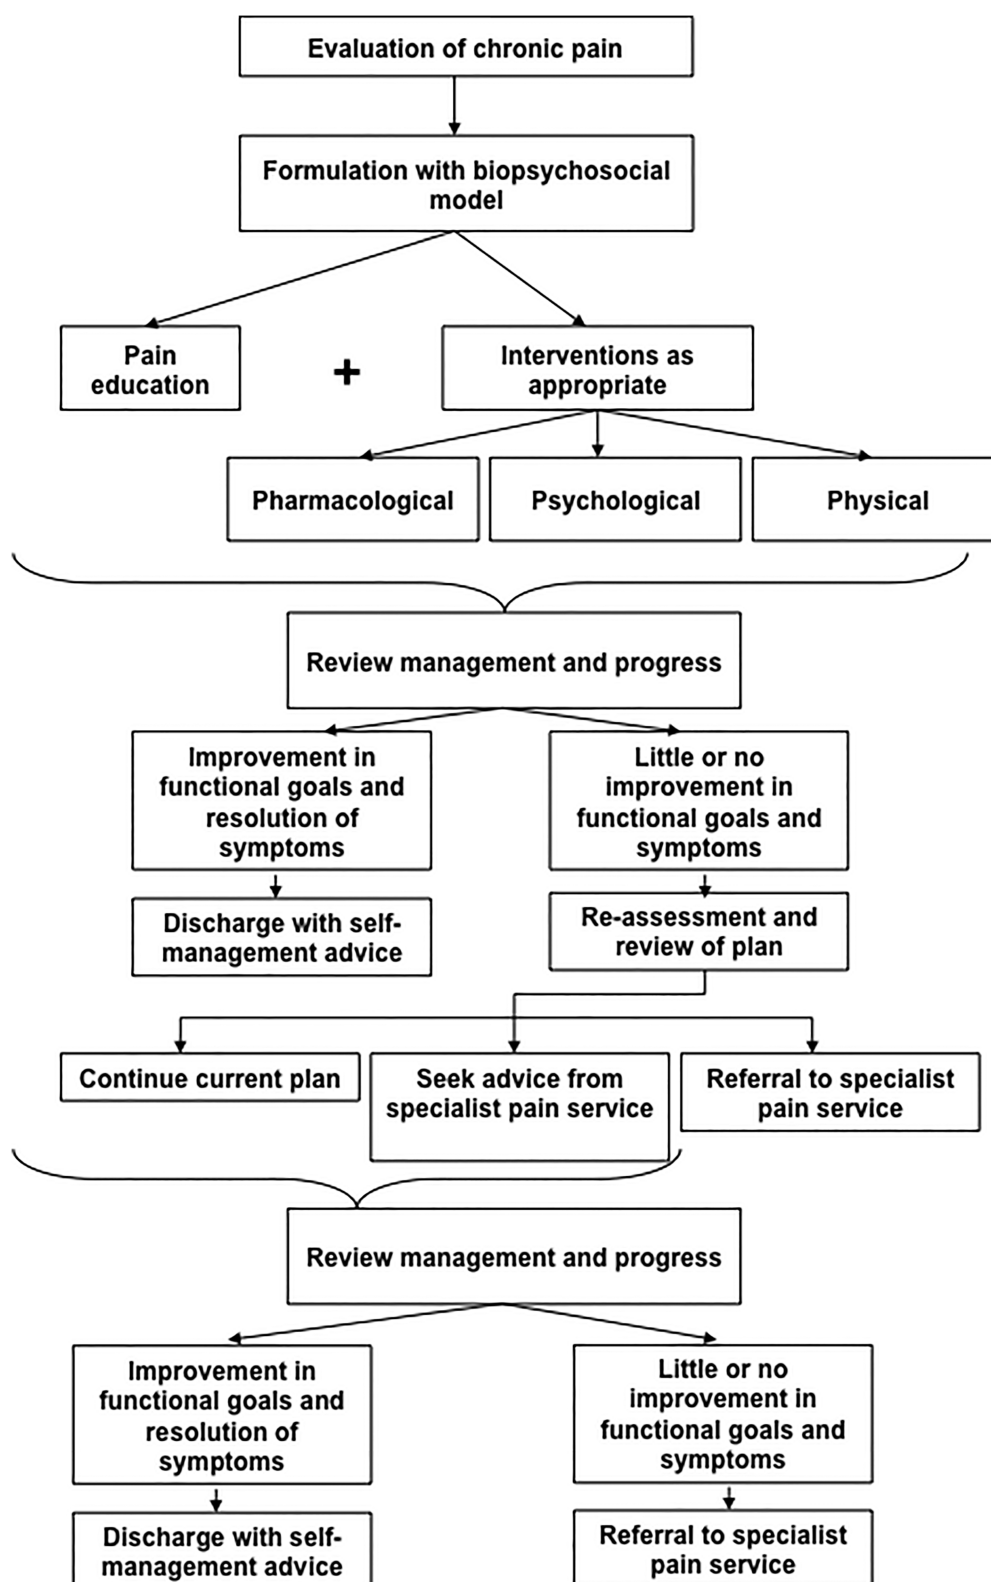 Evaluation of chronic pain
Formulation with biopsychosocial
model
Pain
education
+
Interventions as
appropriate
Pharmacological
Psychological
Physical
Review management and progress
Improvement in
functional goals and
resolution of
symptoms
Little or no
improvement in
functional goals and
symptoms
Discharge with self-
management advice
Re-assessment and
review of plan
Continue current plan
Seek advice from
specialist pain service
Referral to specialist
pain service
Review management and progress
Improvement in
functional goals and
resolution of
symptoms
Little or no
improvement in
functional goals and
symptoms
Discharge with self-
management advice
Referral to specialist
pain service